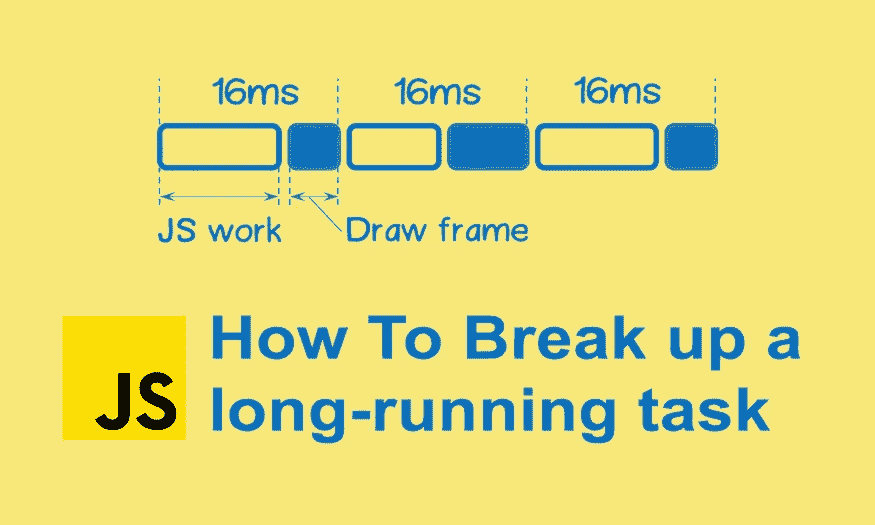 16ms 16ms 16ms
JS work Draw frame
How To Break up a
JS long-running task